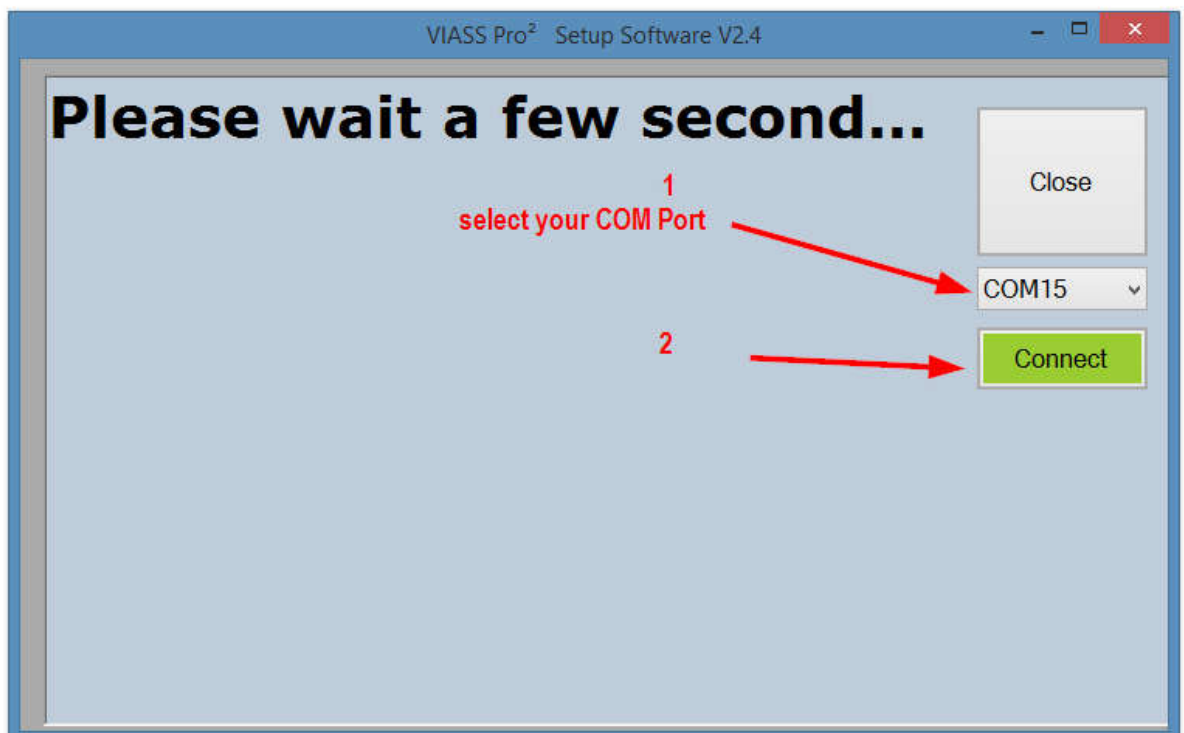 VIASS Pro² Setup Software V2.4
Please wait a few second...
Close
1
select your COM Port
COM15
2
Connect